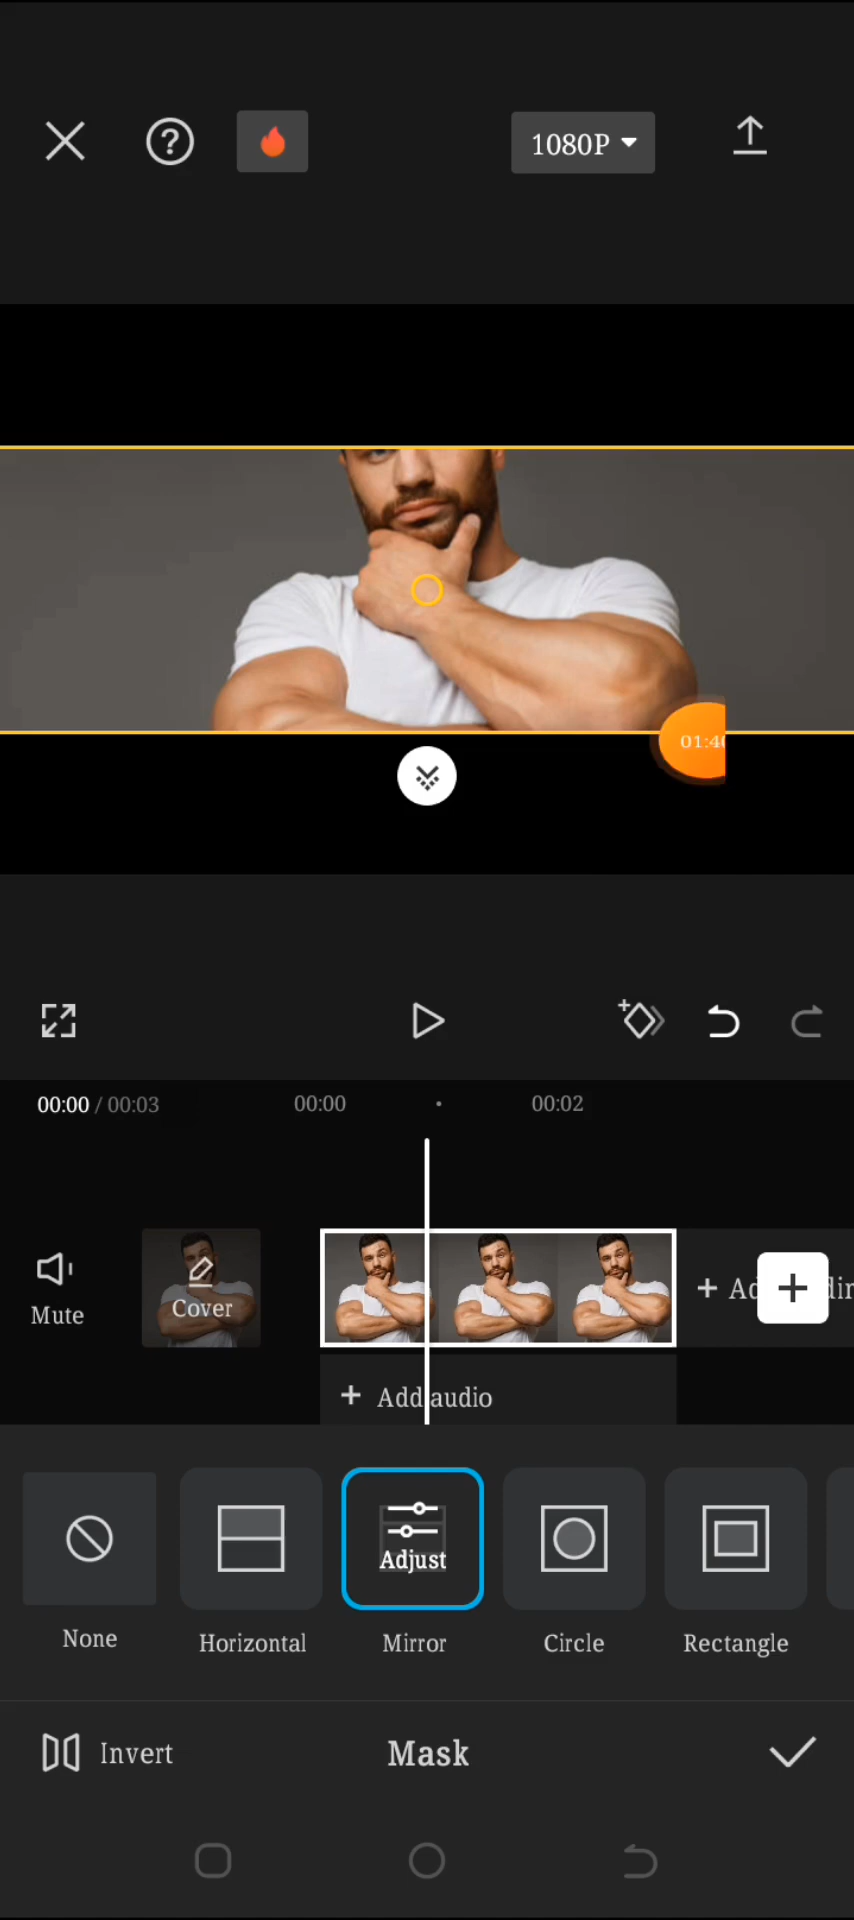 1080P
01:4
00:00 / 00:03
00:00
00:02
Mute
Cover
+ Add audio
Adjust
None
Horizontal
Mirror
Circle
Rectangle
Invert
Mask